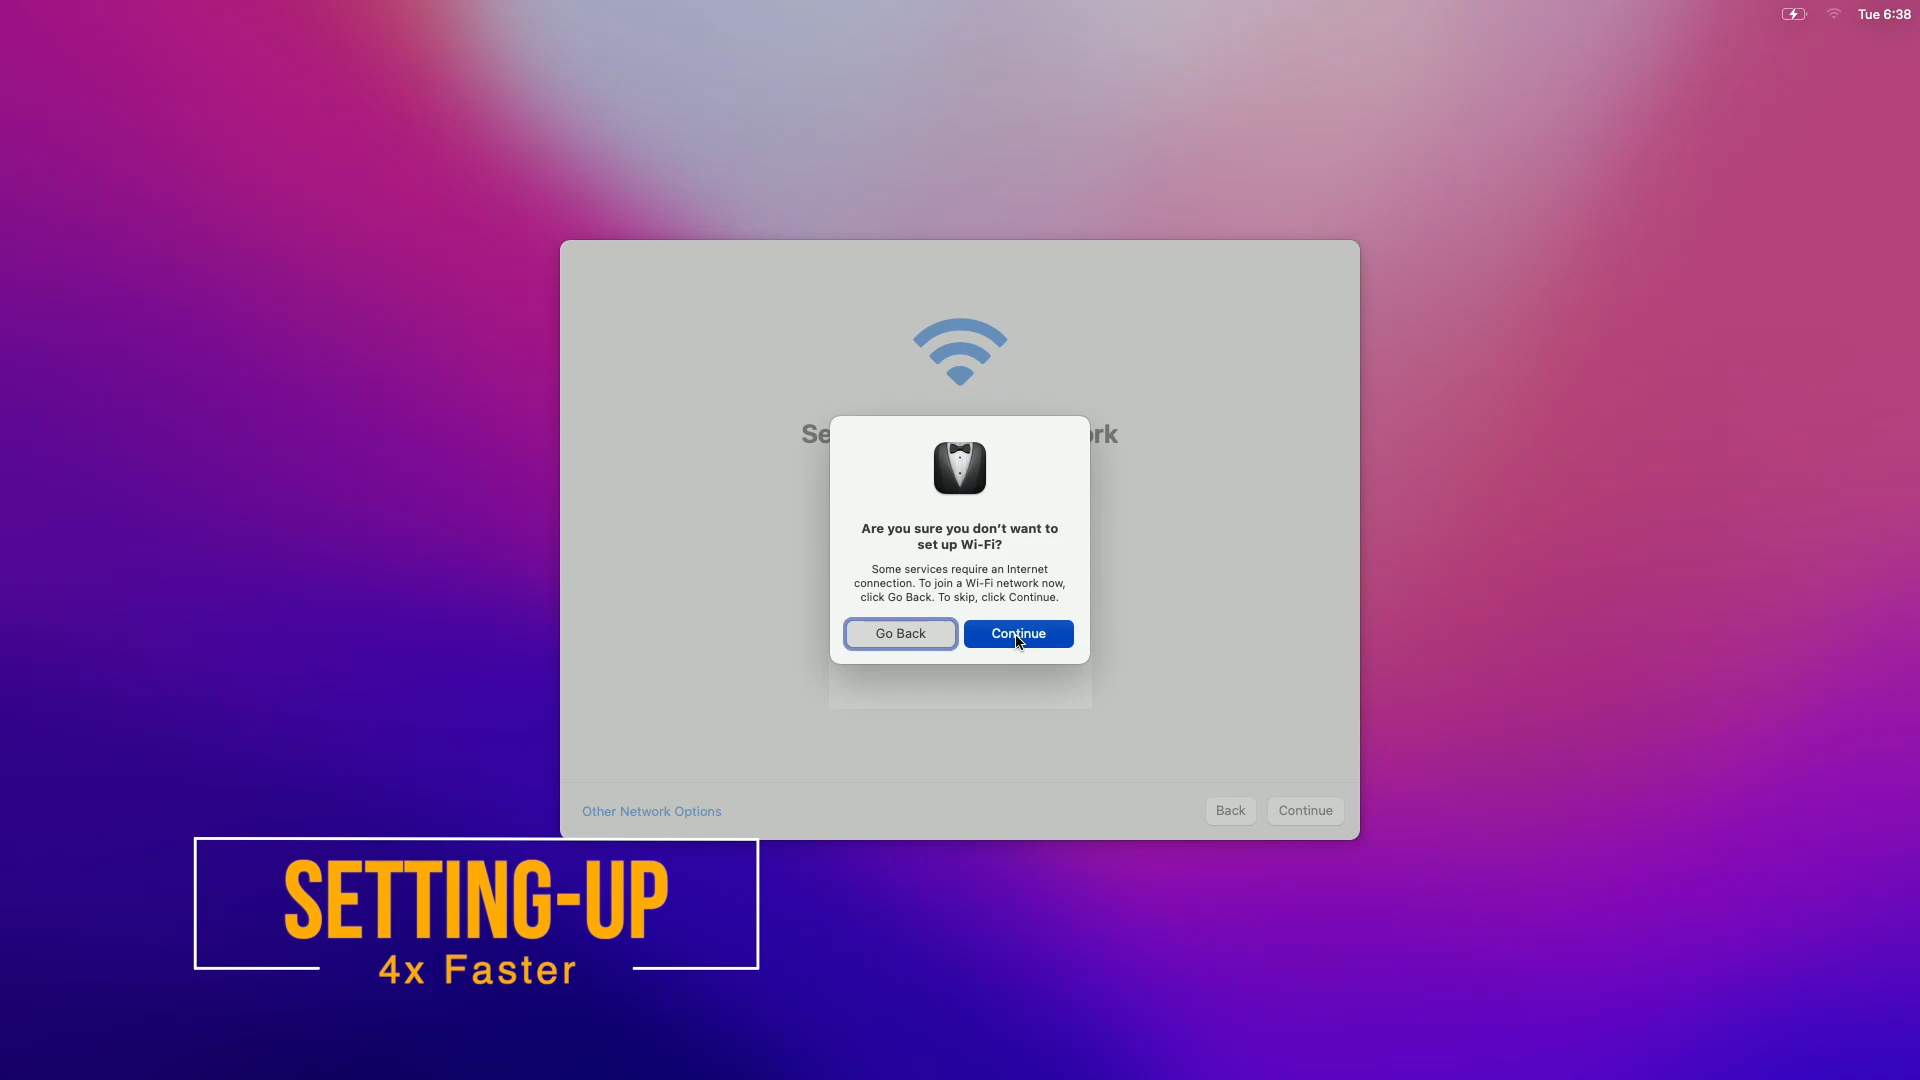 Tue 6:38
Se
ork
Are you sure you don’t want to
set up Wi-Fi?
Some services require an Internet
connection. To join a Wi-Fi network now,
click Go Back. To skip, click Continue.
Go Back
Continue
Other Network Options
Back
Continue
SETTING-UP
4x Faster